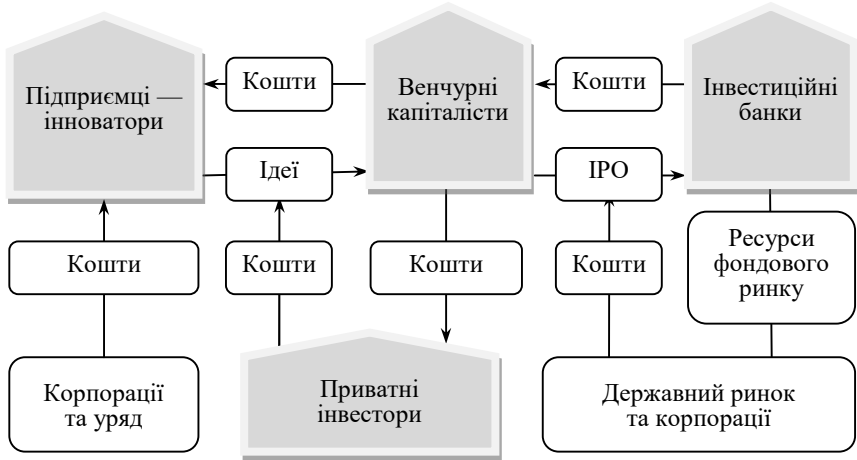 Підприємці —
інноватори
Кошти
Венчурні
капіталісти
Кошти
Інвестиційні
банки
Ідеї
ІРО
Кошти
Кошти
Кошти
Кошти
Ресурси
фондового
ринку
Корпорації
та уряд
Приватні
інвестори
Державний ринок
та корпорації